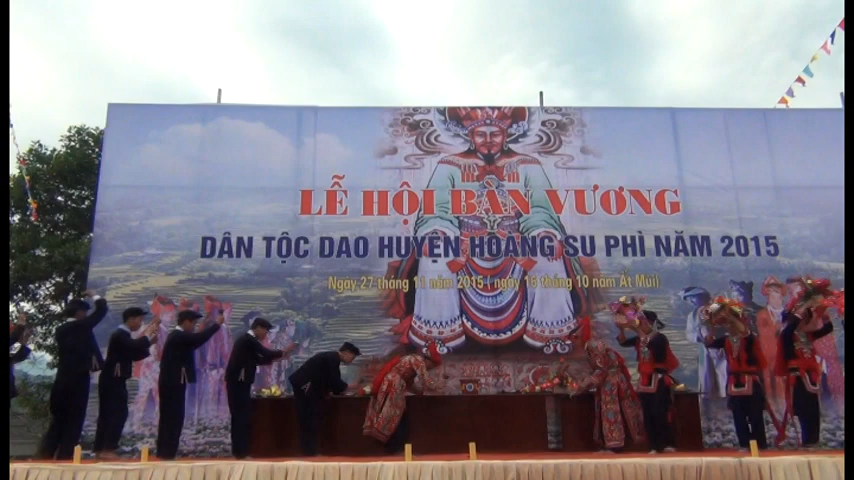 LỄ HỘI BÀN VƯƠNG
DÂN TỘC DAO HUYỆN HOÀNG SU PHÌ NĂM 2015
Ngày 27 tháng 11 năm 2015 ( ngày 16 tháng 10 năm Ất Mùi)